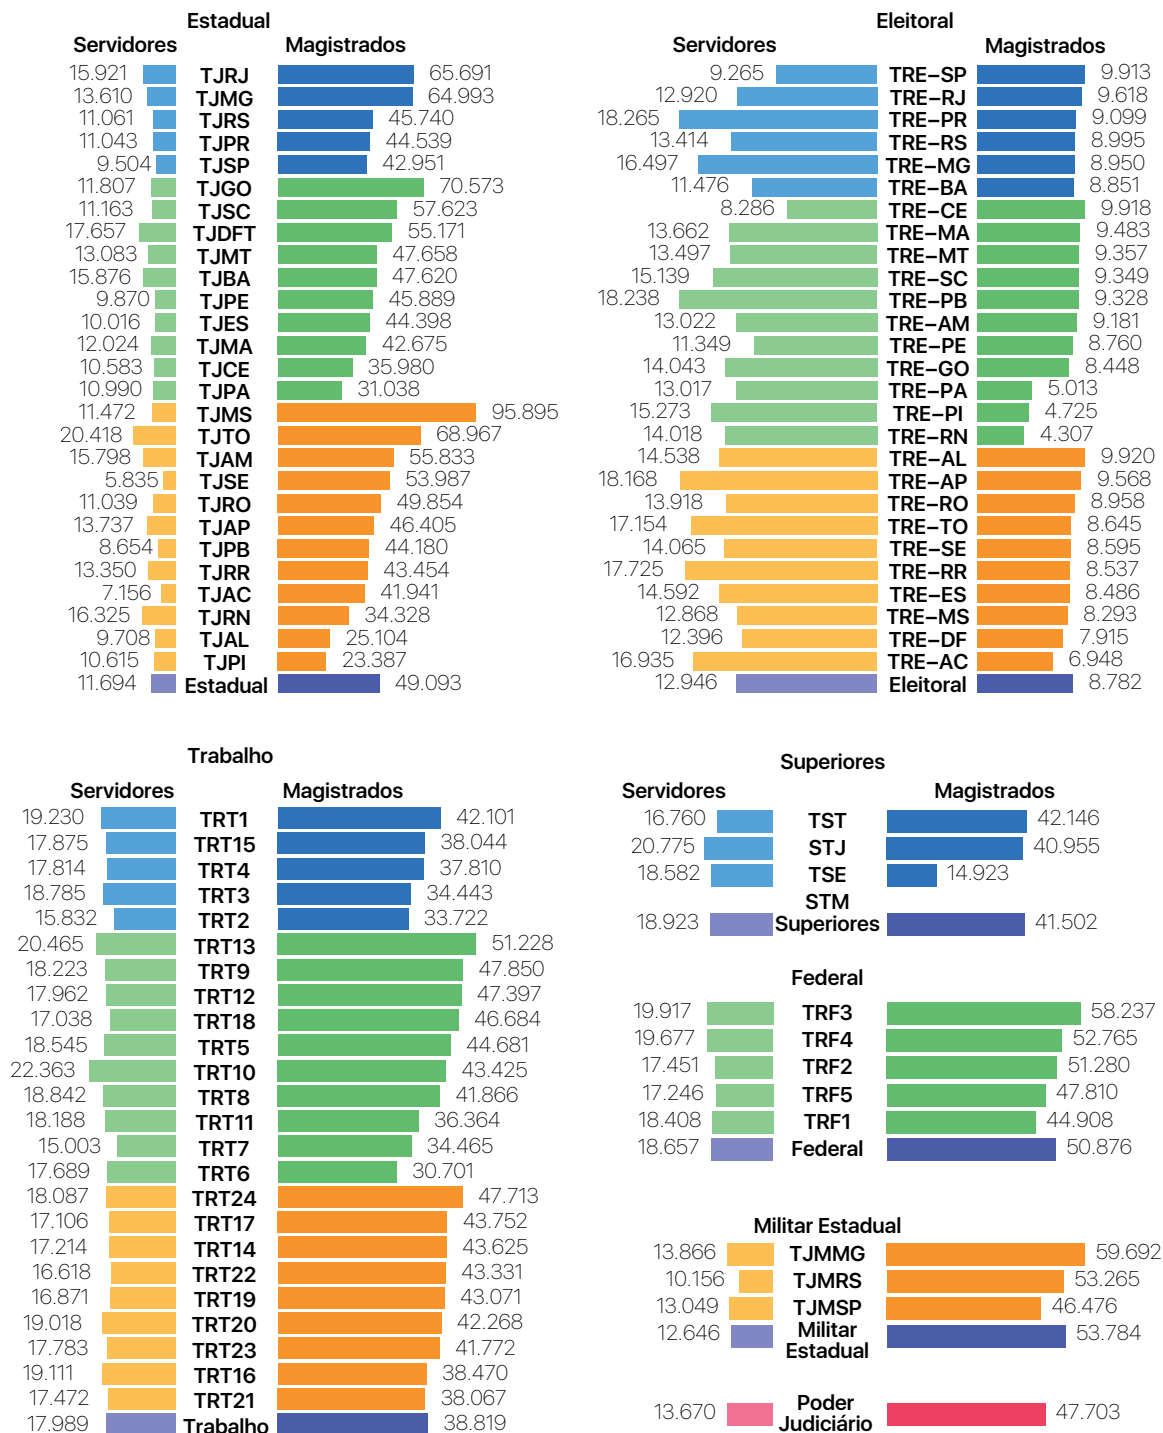 Estadual
Servidores Magistrados
15.921 TJRJ 65.691
13.610 TJMG 64.993
11.061 TJRS 45.740
11.043 TJPR 44.539
9.504 TJSP 42.951
11.807 TJGO 70.573
11.163 TJSC 57.623
17.657 TJDFT 55.171
13.083 TJMT 47.658
15.876 TJBA 47.620
9.870 TJPE 45.889
10.016 TJES 44.398
12.024 TJMA 42.675
10.583 TJCE 35.980
10.990 TJPA 31.038
11.472 TJMS 95.895
20.418 TJTO 68.967
15.798 TJAM 55.833
5.835 TJSE 53.987
11.039 TJRO 49.854
13.737 TJAP 46.405
8.654 TJPB 44.180
13.350 TJRR 43.454
7.156 TJAC 41.941
16.325 TJRN 34.328
9.708 TJAL 25.104
10.615 TJPI 23.387
11.694 Estadual 49.093
Eleitoral
Servidores Magistrados
9.265 TRE–SP 9.913
12.920 TRE–RJ 9.618
18.265 TRE–PR 9.099
13.414 TRE–RS 8.995
16.497 TRE–MG 8.950
11.476 TRE–BA 8.851
8.286 TRE–CE 9.918
13.662 TRE–MA 9.483
13.497 TRE–MT 9.357
15.139 TRE–SC 9.349
18.238 TRE–PB 9.328
13.022 TRE–AM 9.181
11.349 TRE–PE 8.760
14.043 TRE–GO 8.448
13.017 TRE–PA 5.013
15.273 TRE–PI 4.725
14.018 TRE–RN 4.307
14.538 TRE–AL 9.920
18.168 TRE–AP 9.568
13.918 TRE–RO 8.958
17.154 TRE–TO 8.645
14.065 TRE–SE 8.595
17.725 TRE–RR 8.537
14.592 TRE–ES 8.486
12.868 TRE–MS 8.293
12.396 TRE–DF 7.915
16.935 TRE–AC 6.948
12.946 Eleitoral 8.782
Trabalho
Servidores Magistrados
19.230 TRT1 42.101
17.875 TRT15 38.044
17.814 TRT4 37.810
18.785 TRT3 34.443
15.832 TRT2 33.722
20.465 TRT13 51.228
18.223 TRT9 47.850
17.962 TRT12 47.397
17.038 TRT18 46.684
18.545 TRT5 44.681
22.363 TRT10 43.425
18.842 TRT8 41.866
18.188 TRT11 36.364
15.003 TRT7 34.465
17.689 TRT6 30.701
18.087 TRT24 47.713
17.106 TRT17 43.752
17.214 TRT14 43.625
16.618 TRT22 43.331
16.871 TRT19 43.071
19.018 TRT20 42.268
17.783 TRT23 41.772
19.111 TRT16 38.470
17.472 TRT21 38.067
17.989 Trabalho 38.819
Superiores
Servidores Magistrados
16.760 TST 42.146
20.775 STJ 40.955
18.582 TSE 14.923
STM
18.923 Superiores 41.502
Federal
19.917 TRF3 58.237
19.677 TRF4 52.765
17.451 TRF2 51.280
17.246 TRF5 47.810
18.408 TRF1 44.908
18.657 Federal 50.876
Militar Estadual
13.866 TJMMG 59.692
10.156 TJMRS 53.265
13.049 TJMSP 46.476
12.646 Militar 53.784
Estadual
13.670 Poder 47.703
Judiciário